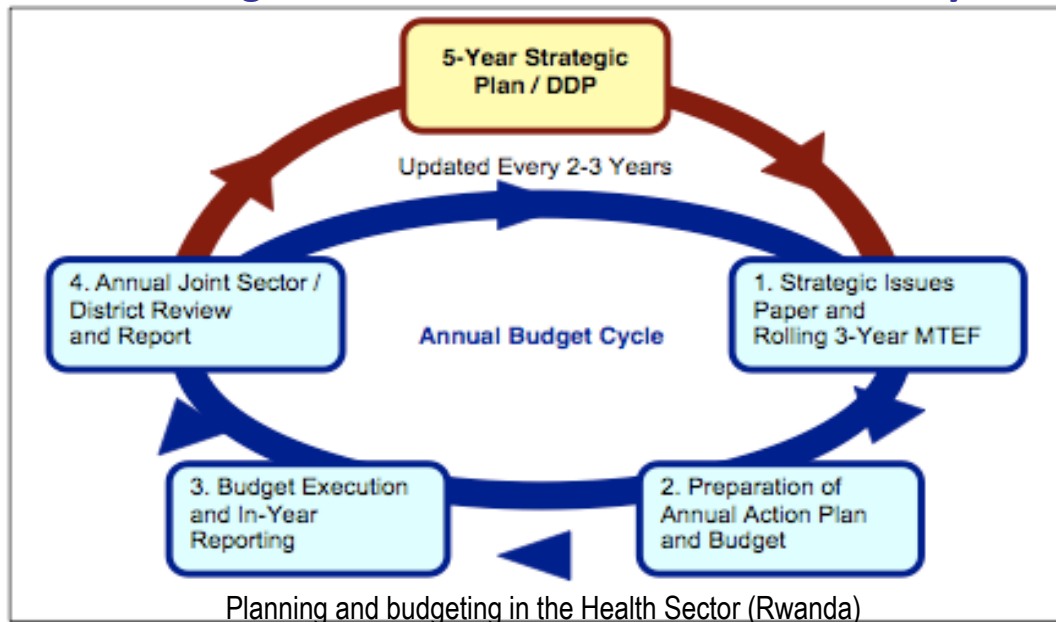 5-Year Strategic
Plan / DDP
Updated Every 2-3 Years
4. Annual Joint Sector /
District Review
and Report
1. Strategic Issues
Paper and
Rolling 3-Year MTEF
Annual Budget Cycle
3. Budget Execution
and In-Year
Reporting
2. Preparation of
Annual Action Plan
and Budget
Planning and budgeting in the Health Sector (Rwanda)